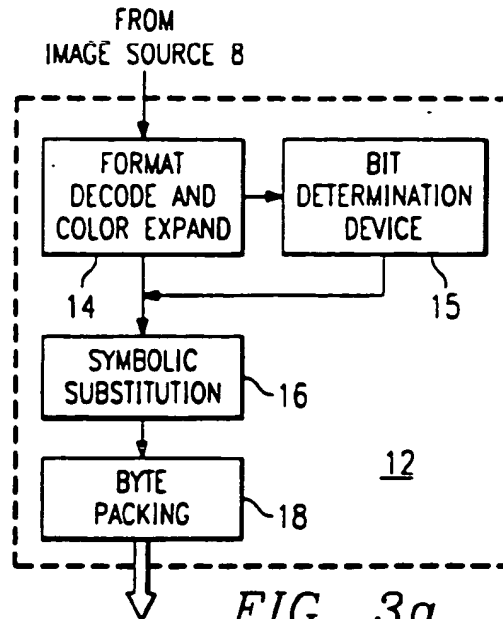 FROM
IMAGE SOURCE 8
FORMAT
DECODE AND
COLOR EXPAND
BIT
DETERMINATION
DEVICE
14
15
SYMBOLIC
SUBSTITUTION
16
BYTE
PACKING
18
12
FIG. 3a